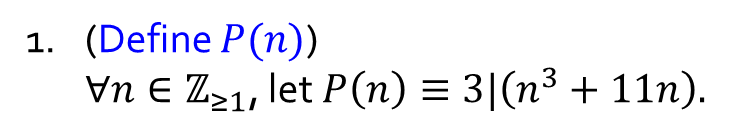 1. (Define P(n))
∀n ∈ ℤ≥1, let P(n) ≡ 3|(n³ + 11n).